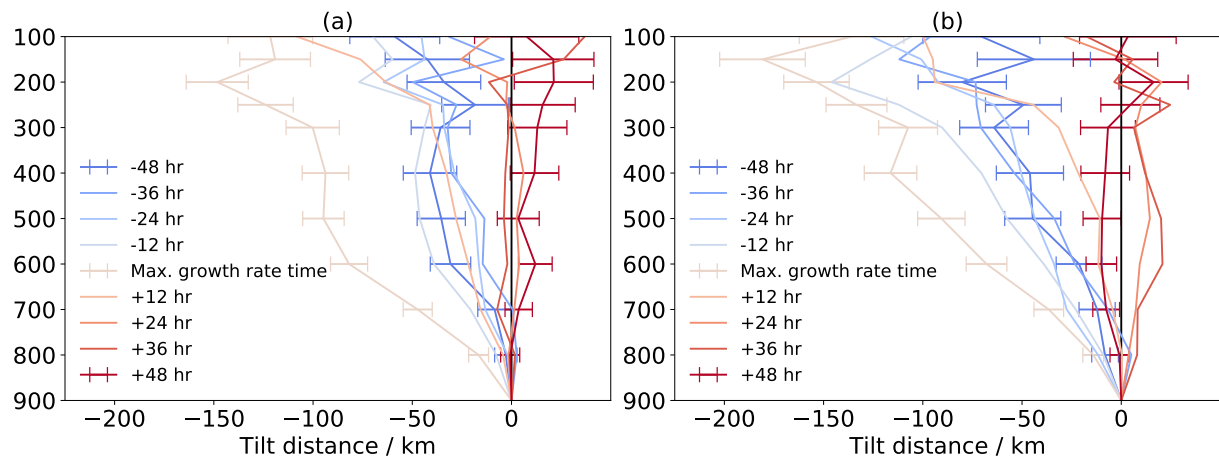 (a)
100
200
300
400
500
600
700
800
900
-48 hr
-36 hr
-24 hr
-12 hr
Max. growth rate time
+12 hr
+24 hr
+36 hr
+48 hr
−200 −150 −100 −50 0
Tilt distance / km
(b)
100
200
300
400
500
600
700
800
900
-48 hr
-36 hr
-24 hr
-12 hr
Max. growth rate time
+12 hr
+24 hr
+36 hr
+48 hr
−200 −150 −100 −50 0
Tilt distance / km